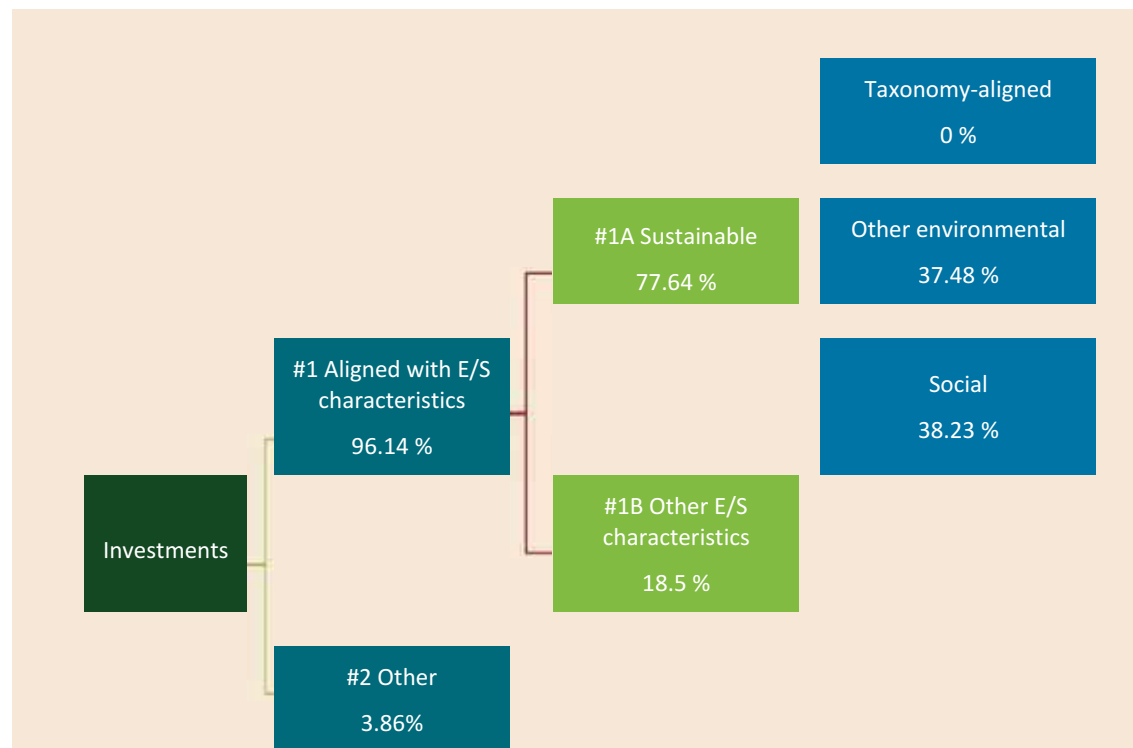 Taxonomy-aligned
0 %
#1A Sustainable
77.64 %
Other environmental
37.48 %
#1 Aligned with E/S
characteristics
96.14 %
Social
38.23 %
Investments
#1B Other E/S
characteristics
18.5 %
#2 Other
3.86%